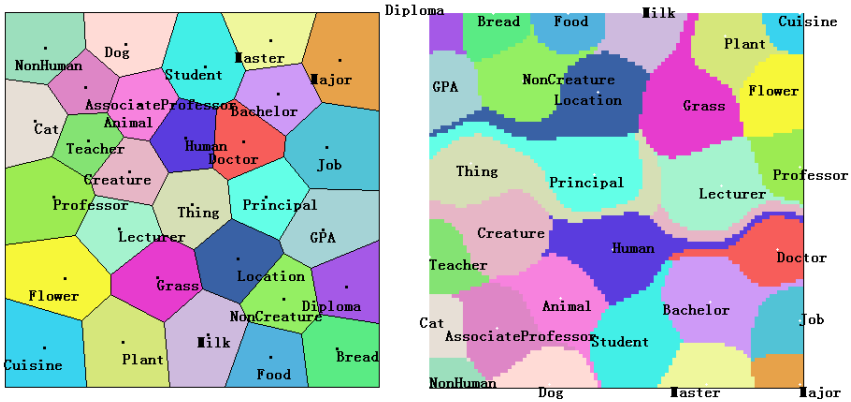 Diploma
NonHuman
Dog
Student
Master
Major
AssociateProfessor
Bachelor
Cat
Animal
Teacher
Human
Doctor
Job
Creature
Professor
Thing
Principal
Lecturer
GPA
Flower
Grass
Location
NonCreature
Diploma
Cuisine
Plant
Milk
Food
Bread
Bread
Food
Milk
Plant
Cuisine
GPA
NonCreature
Location
Grass
Flower
Thing
Principal
Lecturer
Professor
Creature
Human
Doctor
Teacher
Animal
Bachelor
Cat
AssociateProfessor
Student
Job
NonHuman
Dog
Master
Major